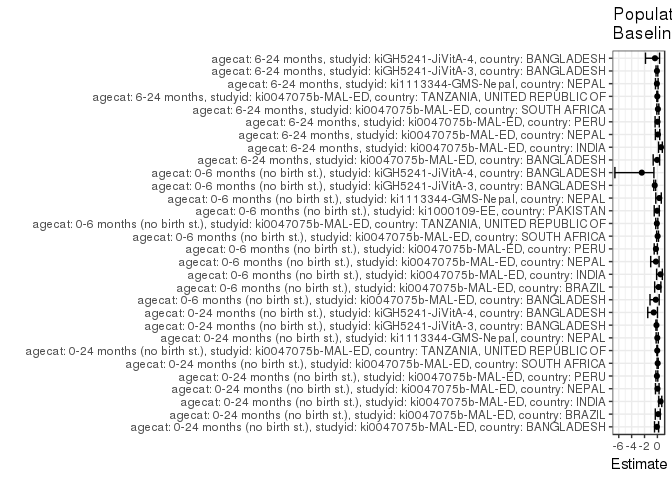 Populat
Baselin
agecat: 6-24 months, studyid: kiGH5241-JiVitA-4, country: BANGLADESH
agecat: 6-24 months, studyid: kiGH5241-JiVitA-3, country: BANGLADESH
agecat: 6-24 months, studyid: ki1113344-GMS-Nepal, country: NEPAL
agecat: 6-24 months, studyid: ki0047075b-MAL-ED, country: TANZANIA, UNITED REPUBLIC OF
agecat: 6-24 months, studyid: ki0047075b-MAL-ED, country: SOUTH AFRICA
agecat: 6-24 months, studyid: ki0047075b-MAL-ED, country: PERU
agecat: 6-24 months, studyid: ki0047075b-MAL-ED, country: NEPAL
agecat: 6-24 months, studyid: ki0047075b-MAL-ED, country: INDIA
agecat: 6-24 months, studyid: ki0047075b-MAL-ED, country: BANGLADESH
agecat: 0-6 months (no birth st.), studyid: kiGH5241-JiVitA-4, country: BANGLADESH
agecat: 0-6 months (no birth st.), studyid: kiGH5241-JiVitA-3, country: BANGLADESH
agecat: 0-6 months (no birth st.), studyid: ki1113344-GMS-Nepal, country: NEPAL
agecat: 0-6 months (no birth st.), studyid: ki1000109-EE, country: PAKISTAN
agecat: 0-6 months (no birth st.), studyid: ki0047075b-MAL-ED, country: TANZANIA, UNITED REPUBLIC OF
agecat: 0-6 months (no birth st.), studyid: ki0047075b-MAL-ED, country: SOUTH AFRICA
agecat: 0-6 months (no birth st.), studyid: ki0047075b-MAL-ED, country: PERU
agecat: 0-6 months (no birth st.), studyid: ki0047075b-MAL-ED, country: NEPAL
agecat: 0-6 months (no birth st.), studyid: ki0047075b-MAL-ED, country: INDIA
agecat: 0-6 months (no birth st.), studyid: ki0047075b-MAL-ED, country: BRAZIL
agecat: 0-6 months (no birth st.), studyid: ki0047075b-MAL-ED, country: BANGLADESH
agecat: 0-24 months (no birth st.), studyid: kiGH5241-JiVitA-4, country: BANGLADESH
agecat: 0-24 months (no birth st.), studyid: kiGH5241-JiVitA-3, country: BANGLADESH
agecat: 0-24 months (no birth st.), studyid: ki1113344-GMS-Nepal, country: NEPAL
agecat: 0-24 months (no birth st.), studyid: ki0047075b-MAL-ED, country: TANZANIA, UNITED REPUBLIC OF
agecat: 0-24 months (no birth st.), studyid: ki0047075b-MAL-ED, country: SOUTH AFRICA
agecat: 0-24 months (no birth st.), studyid: ki0047075b-MAL-ED, country: PERU
agecat: 0-24 months (no birth st.), studyid: ki0047075b-MAL-ED, country: NEPAL
agecat: 0-24 months (no birth st.), studyid: ki0047075b-MAL-ED, country: INDIA
agecat: 0-24 months (no birth st.), studyid: ki0047075b-MAL-ED, country: BRAZIL
agecat: 0-24 months (no birth st.), studyid: ki0047075b-MAL-ED, country: BANGLADESH
-6 -4 -2 0
Estimate